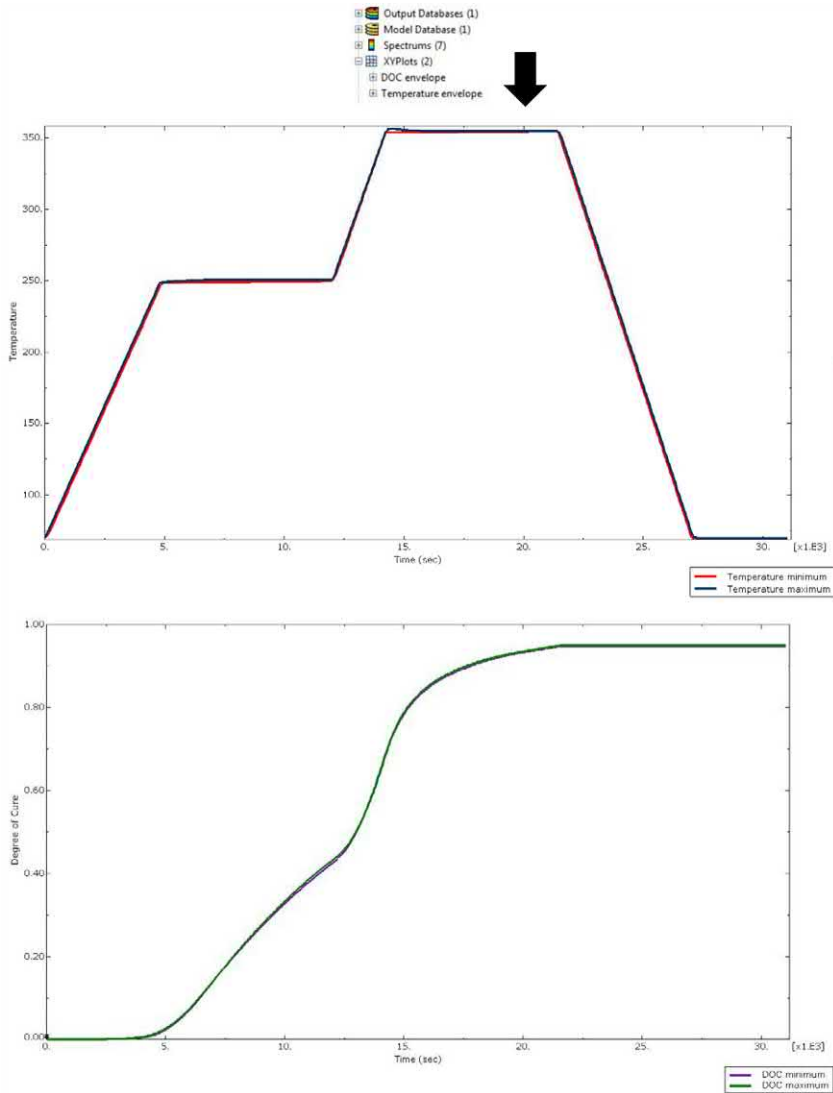 Output Databases (1)
Model Database (1)
Spectrums (7)
XYPlots (2)
DOC envelope
Temperature envelope
350.
300.
250.
200.
150.
100.
Temperature
0. 5. 10. 15. 20. 25. 30. [x1.E3]
Time (sec)
Temperature minimum
Temperature maximum
1.00
0.80
0.60
0.40
0.20
0.00
Degree of Cure
0. 5. 10. 15. 20. 25. 30. [x1.E3]
Time (sec)
DOC minimum
DOC maximum